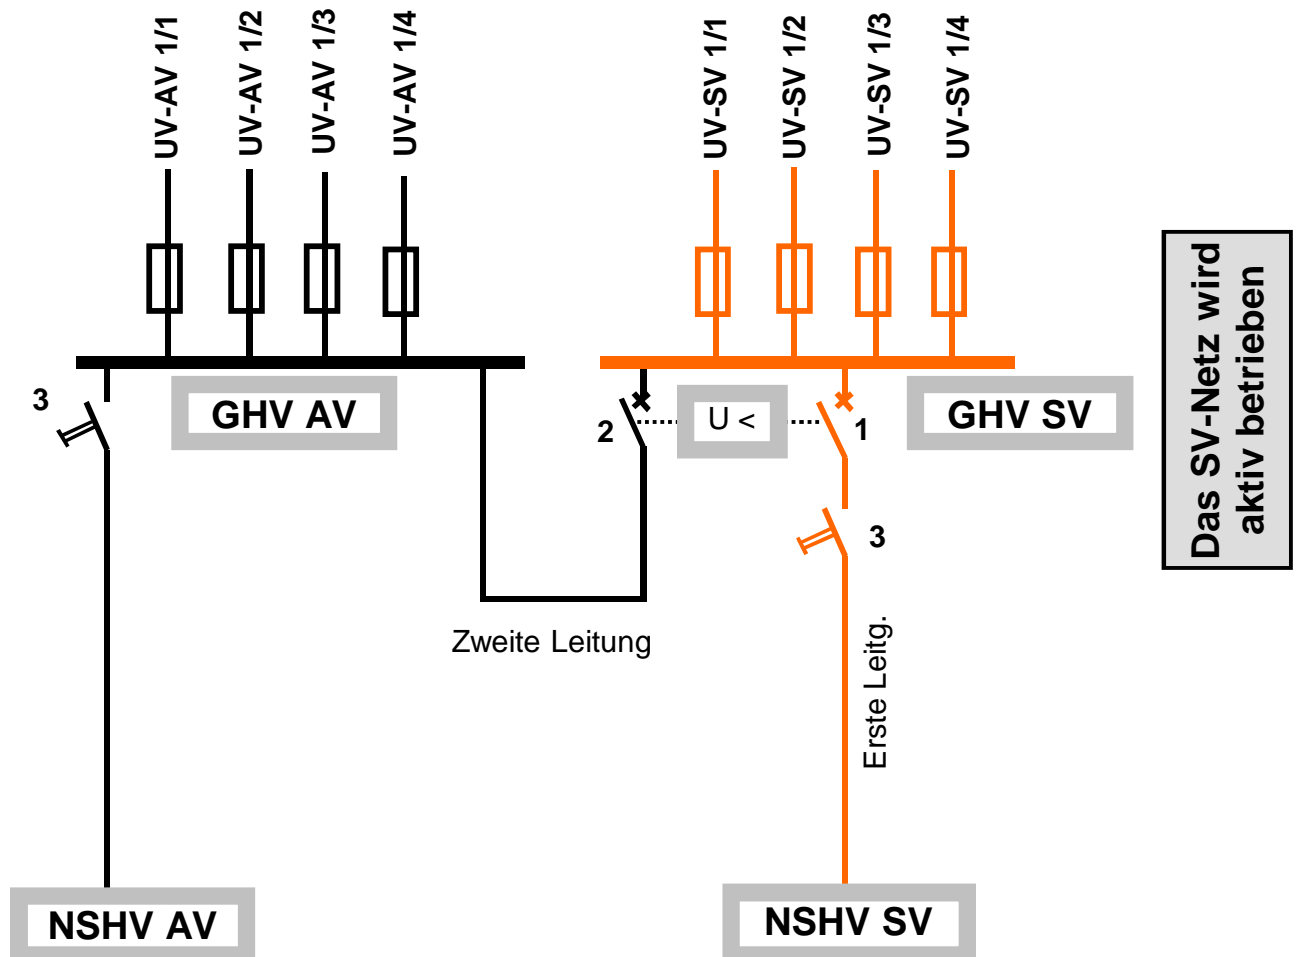 UV-AV 1/1
UV-AV 1/2
UV-AV 1/3
UV-AV 1/4
UV-SV 1/1
UV-SV 1/2
UV-SV 1/3
UV-SV 1/4
Das SV-Netz wird
aktiv betrieben
3
GHV AV
2
U <
1
GHV SV
3
Zweite Leitung
Erste Leitg.
NSHV AV
NSHV SV